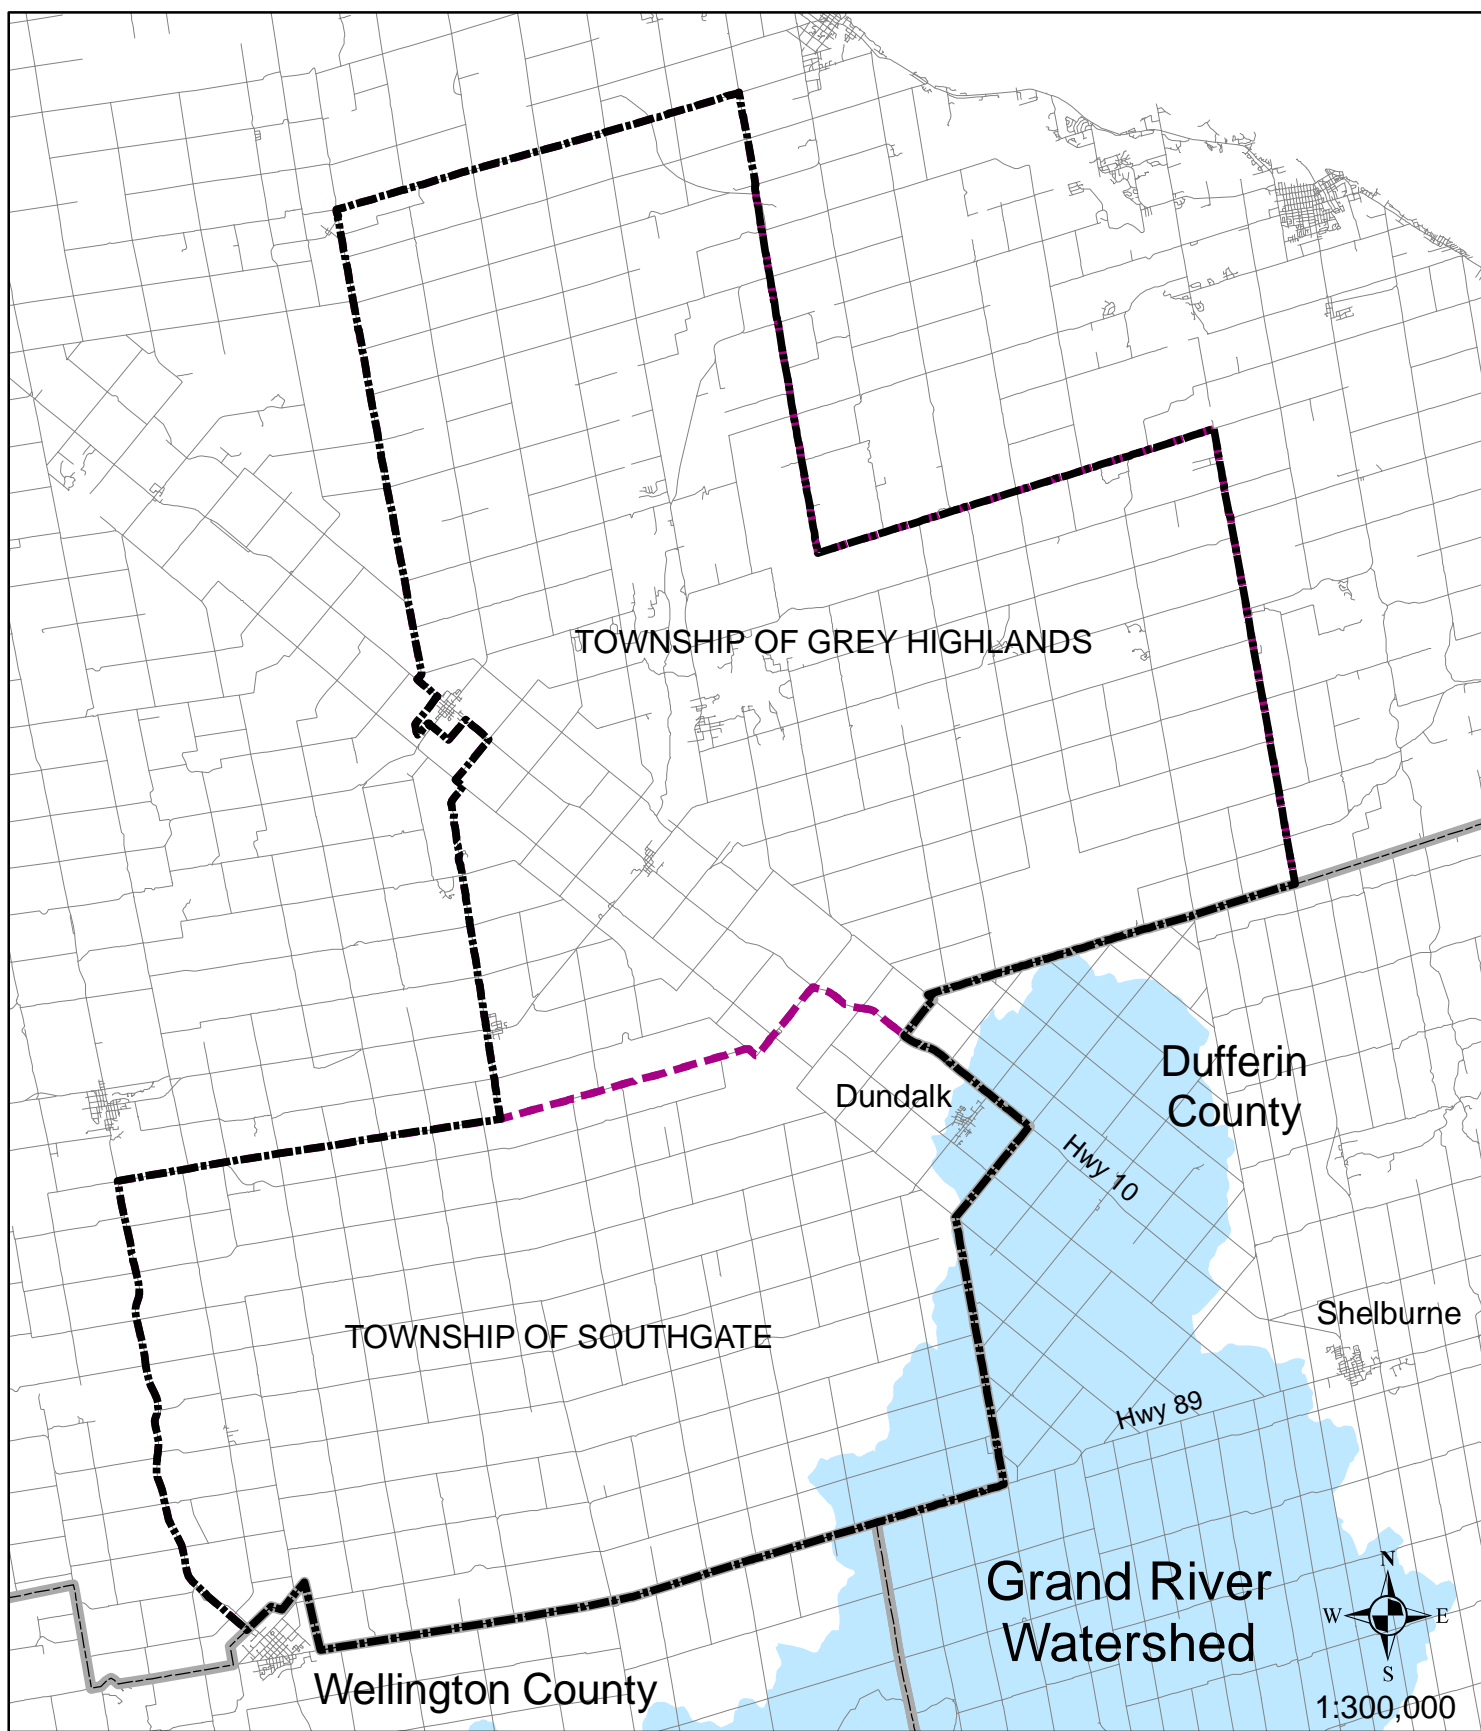 TOWNSHIP OF GREY HIGHLANDS
Dufferin
County
Dundalk
Hwy 10
Shelburne
TOWNSHIP OF SOUTHGATE
Hwy 89
Grand River
Watershed
N
W
E
S
Wellington County
1:300,000